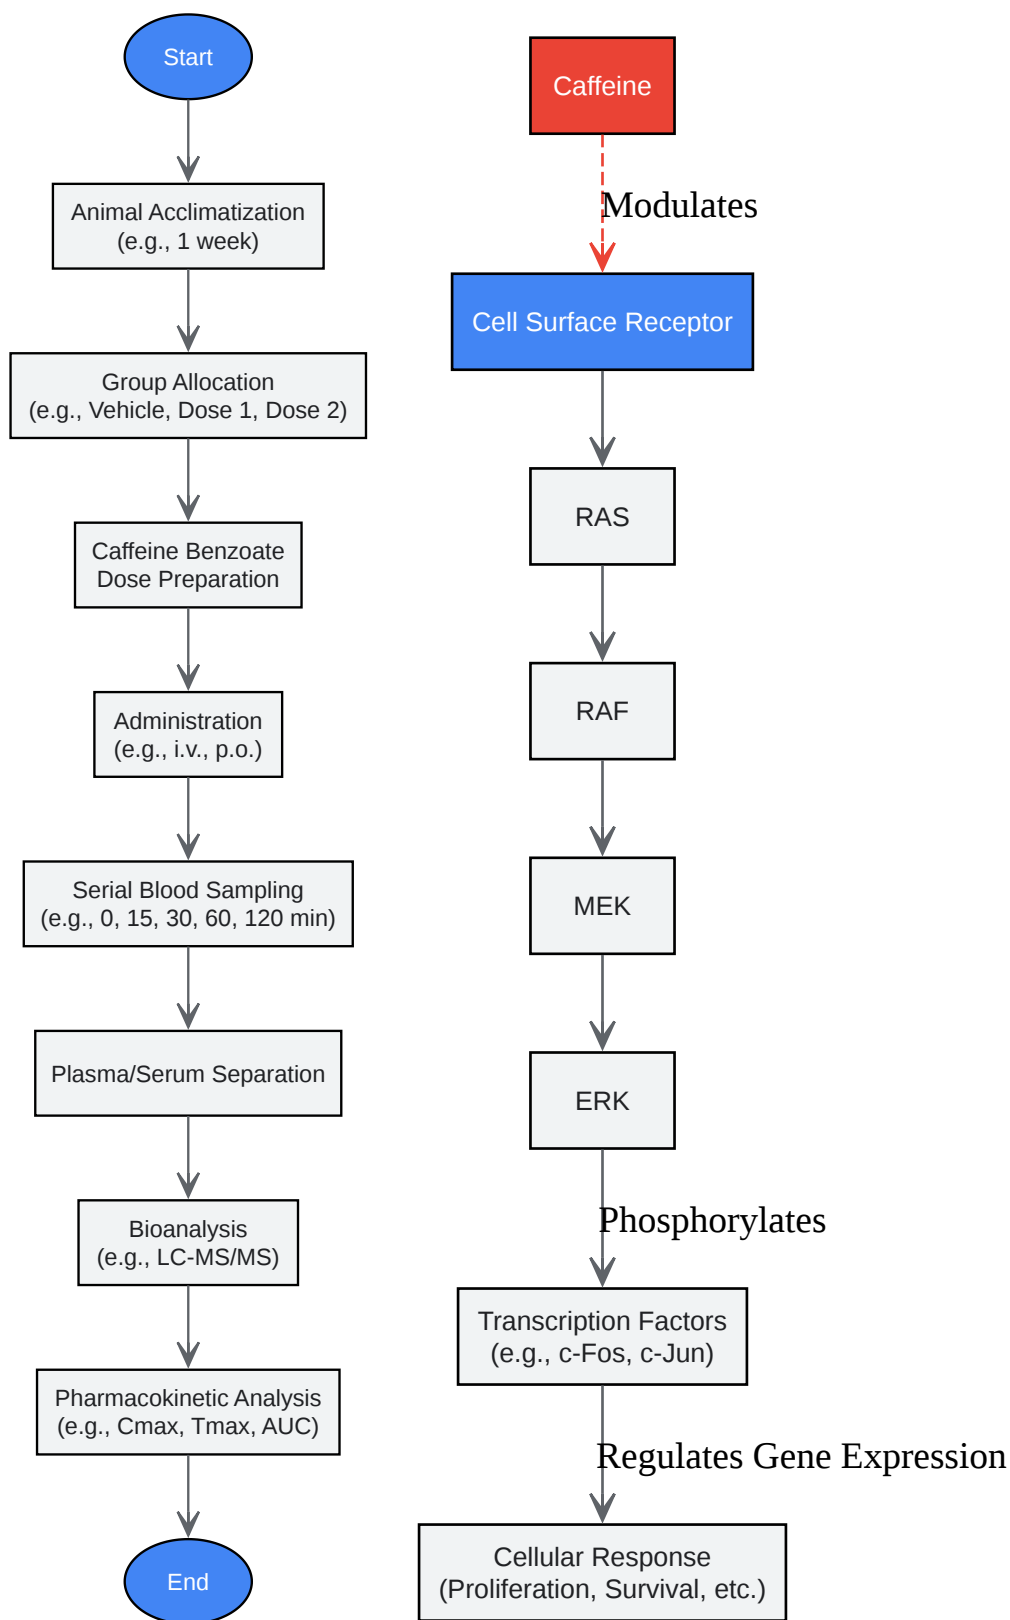 Start
Animal Acclimatization
(e.g., 1 week)
Group Allocation
(e.g., Vehicle, Dose 1, Dose 2)
Caffeine Benzoate
Dose Preparation
Administration
(e.g., i.v., p.o.)
Serial Blood Sampling
(e.g., 0, 15, 30, 60, 120 min)
Plasma/Serum Separation
Bioanalysis
(e.g., LC-MS/MS)
Pharmacokinetic Analysis
(e.g., Cmax, Tmax, AUC)
End
Caffeine
Modulates
Cell Surface Receptor
RAS
RAF
MEK
ERK
Phosphorylates
Transcription Factors
(e.g., c-Fos, c-Jun)
Regulates Gene Expression
Cellular Response
(Proliferation, Survival, etc.)